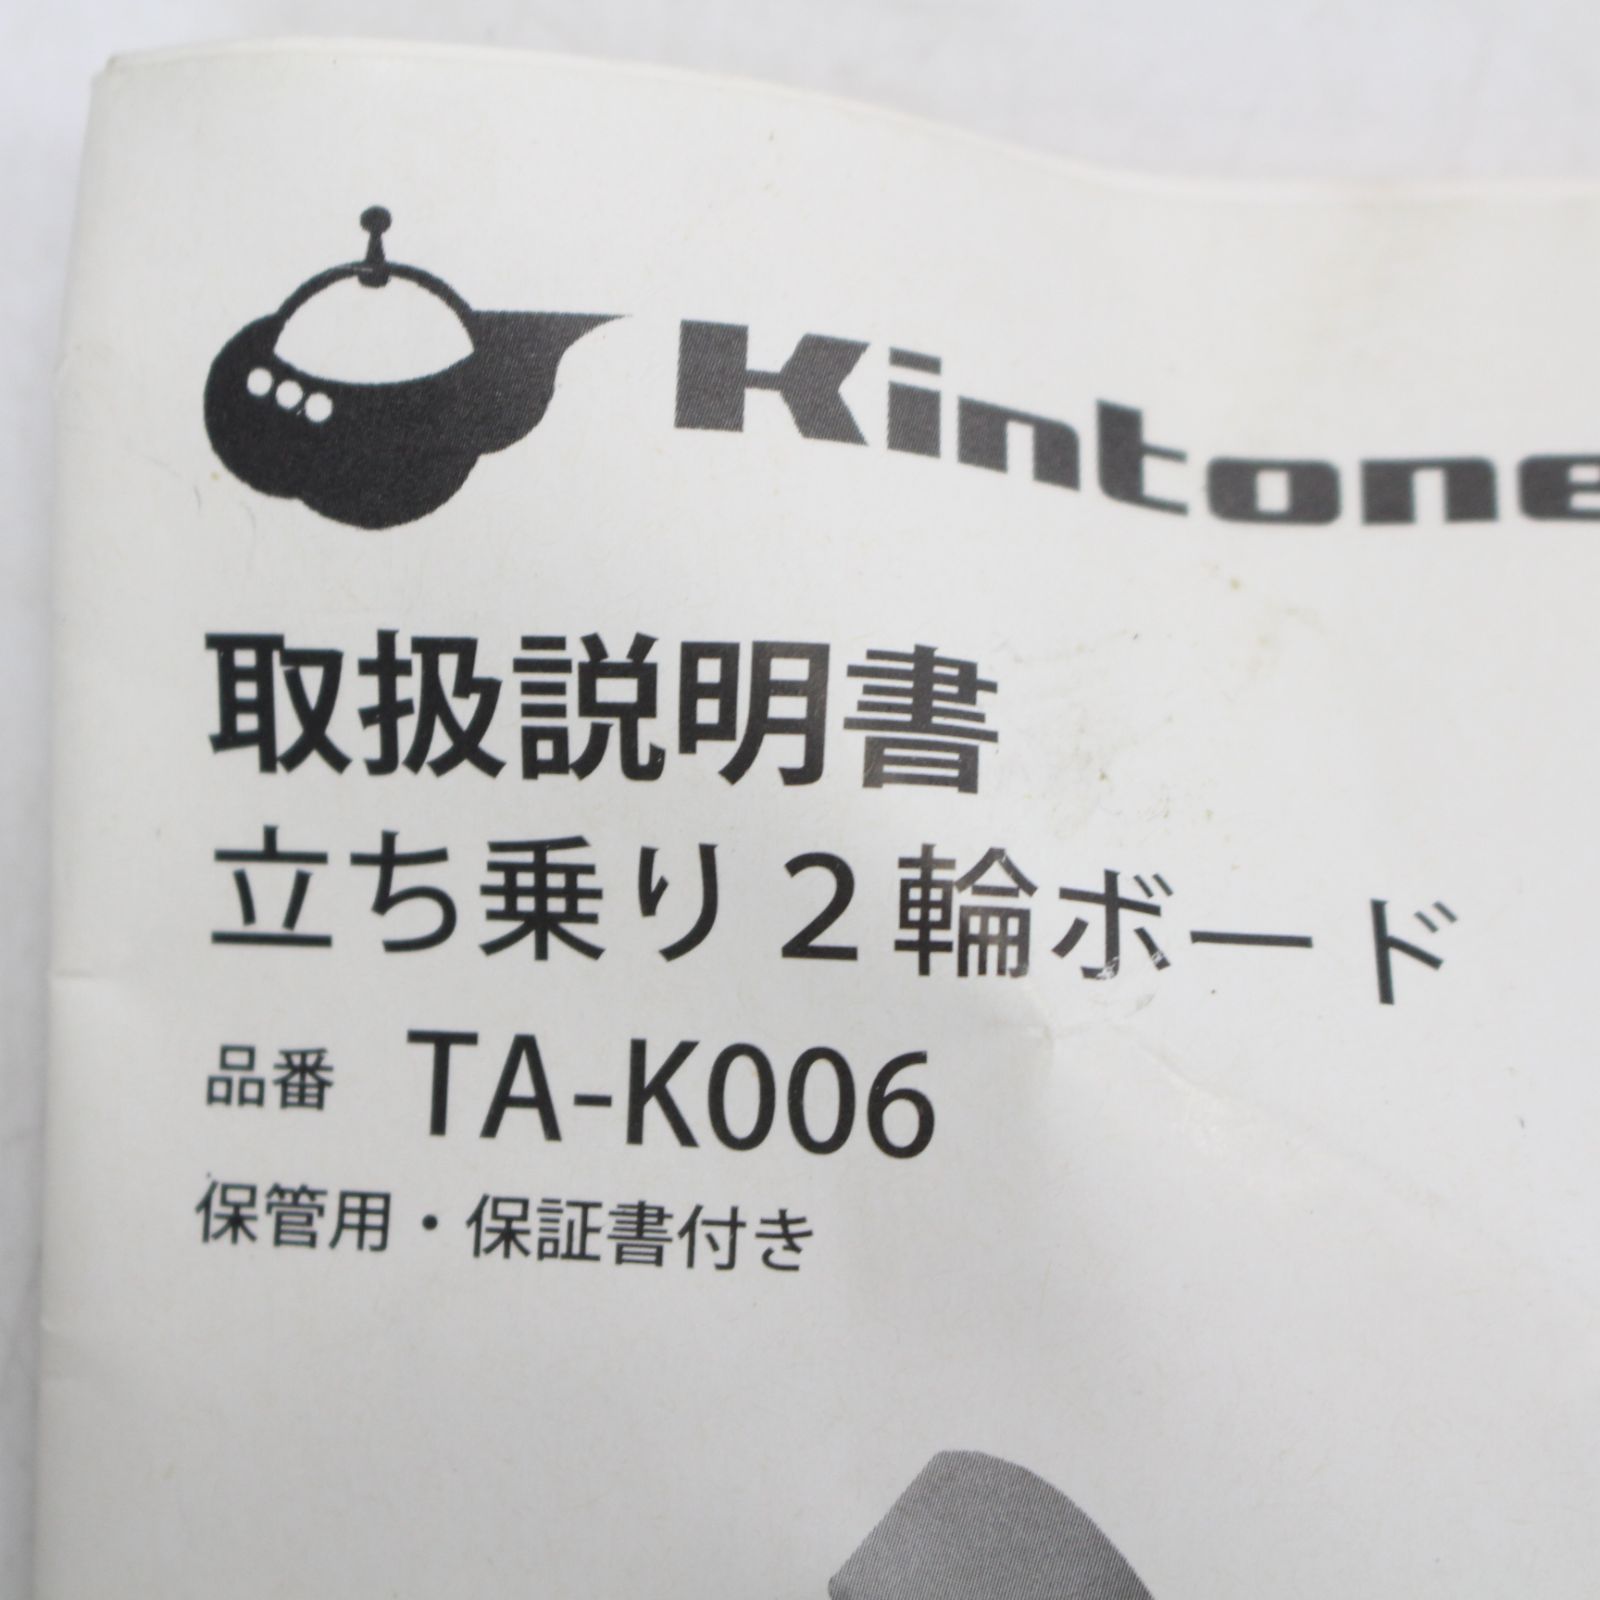 Kintone
取扱説明書
立ち乗り２輪ボード
品番 TA-K006
保管用・保証書付き